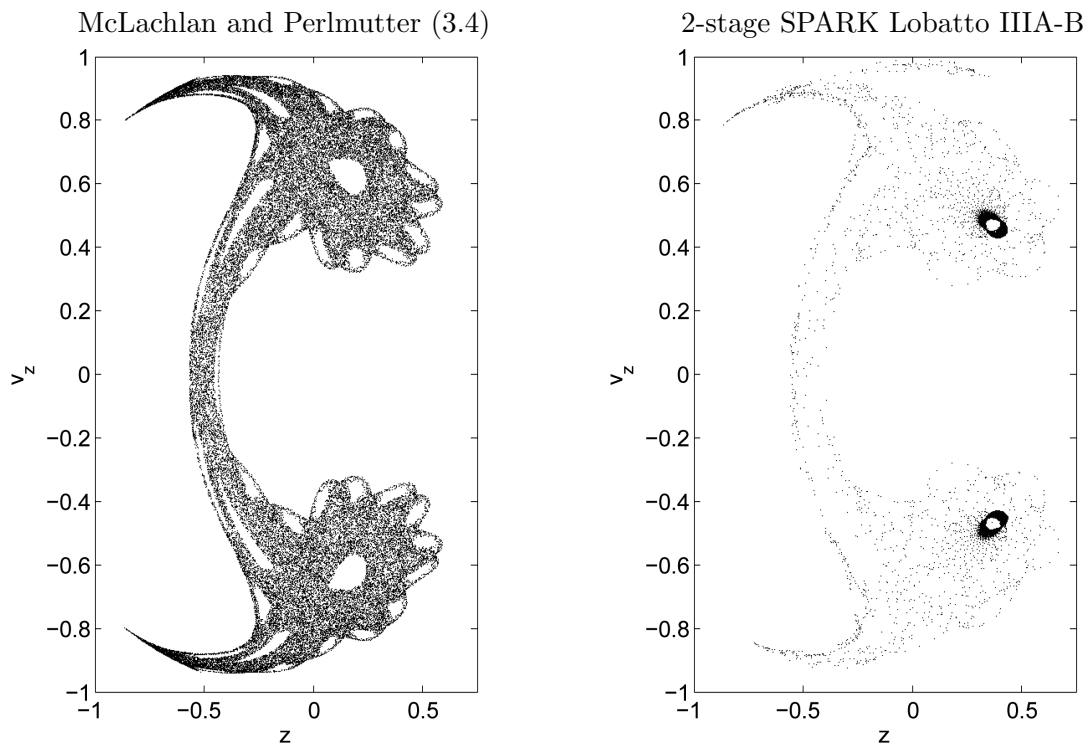 McLachlan and Perlmutter (3.4)
1
0.8
0.6
0.4
0.2
0
−0.2
−0.4
−0.6
−0.8
−1
v_z
−1 −0.5 0 0.5
z
2-stage SPARK Lobatto IIIA-B
1
0.8
0.6
0.4
0.2
0
−0.2
−0.4
−0.6
−0.8
−1
v_z
−1 −0.5 0 0.5
z